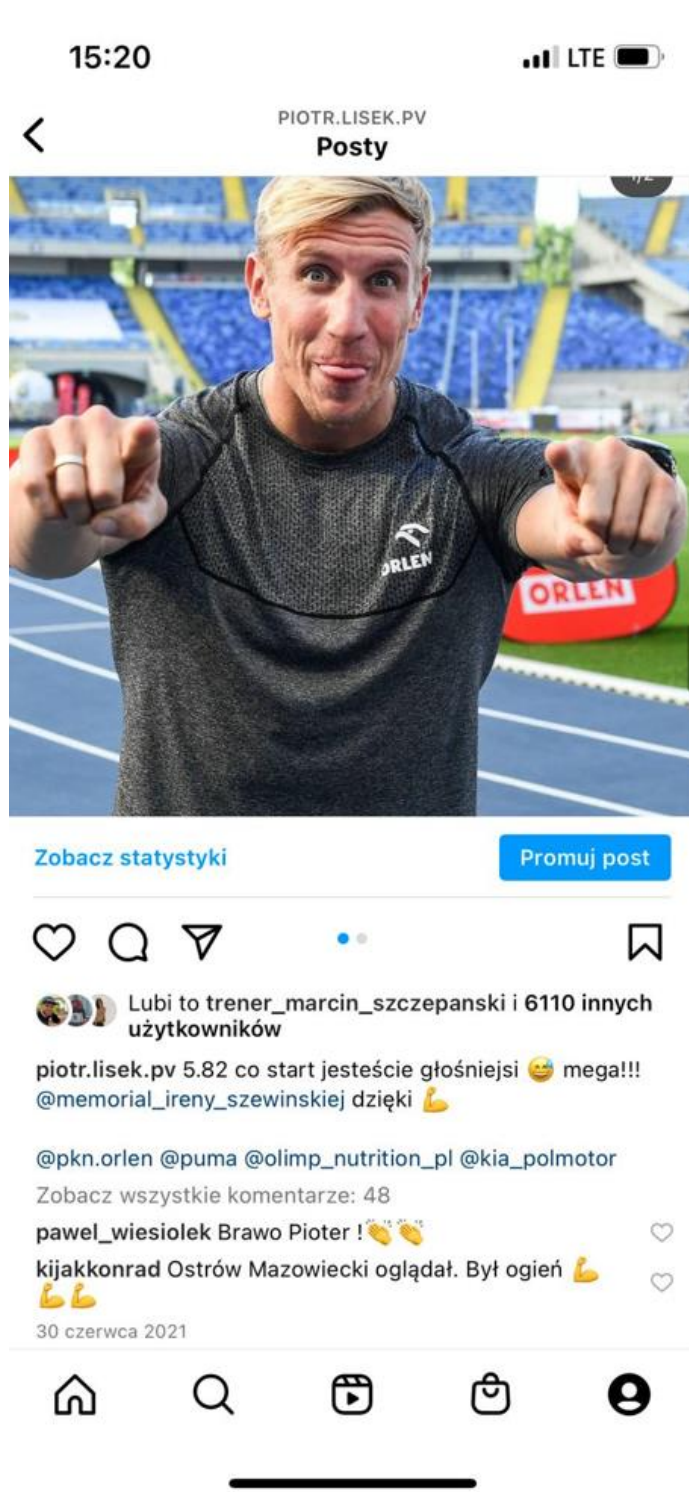 15:20
LTE
PIOTR.LISEK.PV
Posty
ORLEN
ORLEN
Zobacz statystyki
Promuj post
Lubi to trener_marcin_szczepanski i 6110 innych
użytkowników
piotr.lisek.pv 5.82 co start jesteście głośniejsi 😅 mega!!!
@memorial_ireny_szewinskiej dzięki 💪
@pkn.orlen @puma @olimp_nutrition_pl @kia_polmotor
Zobacz wszystkie komentarze: 48
pawel_wiesiolek Brawo Pioter !👏👏
kijakkonrad Ostrów Mazowiecki oglądał. Był ogień 💪
💪💪
30 czerwca 2021